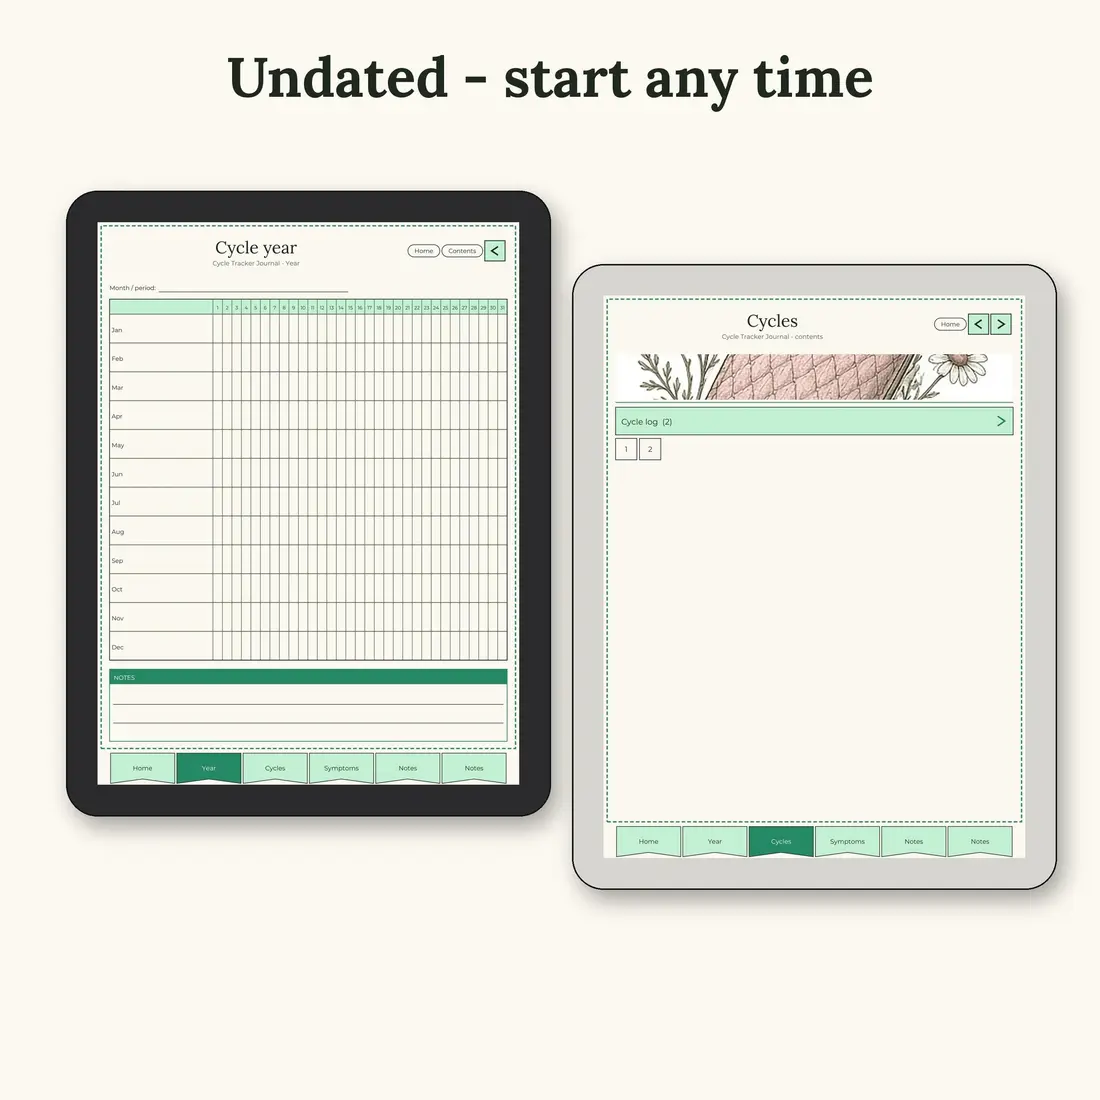 Undated - start any time
Cycle year
Cycle Tracker Journal - Year
Home
Contents
<
Month / period:
1 2 3 4 5 6 7 8 9 10 11 12 13 14 15 16 17 18 19 20 21 22 23 24 25 26 27 28 29 30 31
Jan
Feb
Mar
Apr
May
Jun
Jul
Aug
Sep
Oct
Nov
Dec
NOTES
Home Year Cycles Symptoms Notes Notes
Cycles
Cycle Tracker Journal - contents
Home
< >
Cycle log (2) >
1 2
Home Year Cycles Symptoms Notes Notes